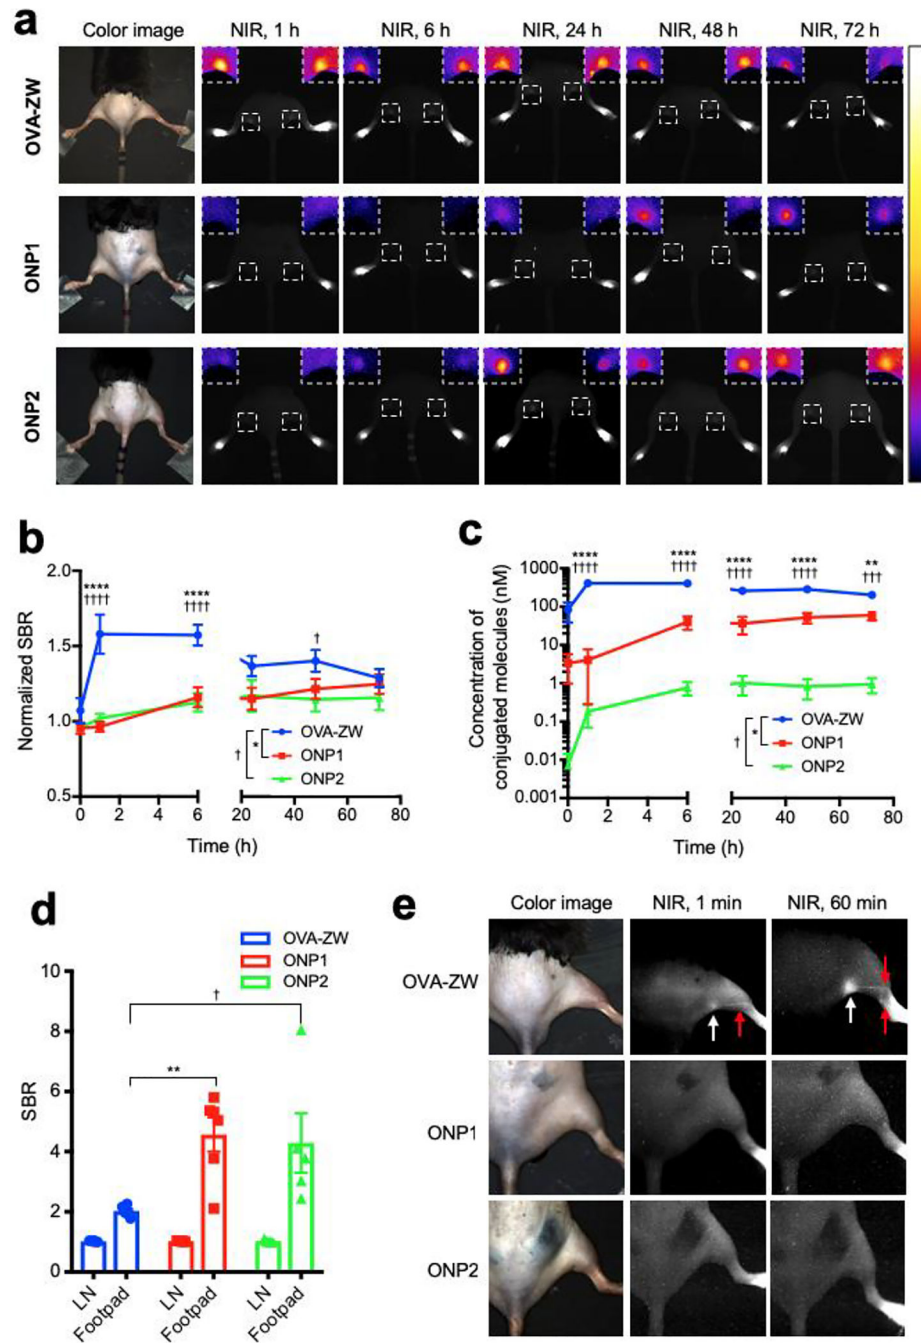 a
Color image NIR, 1 h NIR, 6 h NIR, 24 h NIR, 48 h NIR, 72 h
OVA-ZW
ONP1
ONP2
b
2.0
1.5
1.0
0.5
Normalized SBR
****
††††
****
††††
†
OVA-ZW
ONP1
ONP2
†
*
0 2 4 6 20 40 60 80
Time (h)
c
1000
100
10
1
0.1
0.01
0.001
Concentration of
conjugated molecules (nM)
****
††††
****
††††
****
††††
****
††††
**
†††
OVA-ZW
ONP1
ONP2
†
*
0 2 4 6 20 40 60 80
Time (h)
d
OVA-ZW
ONP1
ONP2
10
8
6
4
2
0
SBR
†
**
LN Footpad LN Footpad LN Footpad
e
Color image NIR, 1 min NIR, 60 min
OVA-ZW
ONP1
ONP2